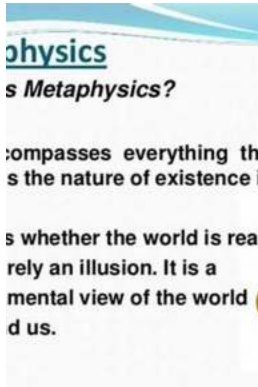 physics
s Metaphysics?
compasses everything th
s the nature of existence i
s whether the world is rea
rely an illusion. It is a
mental view of the world
d us.